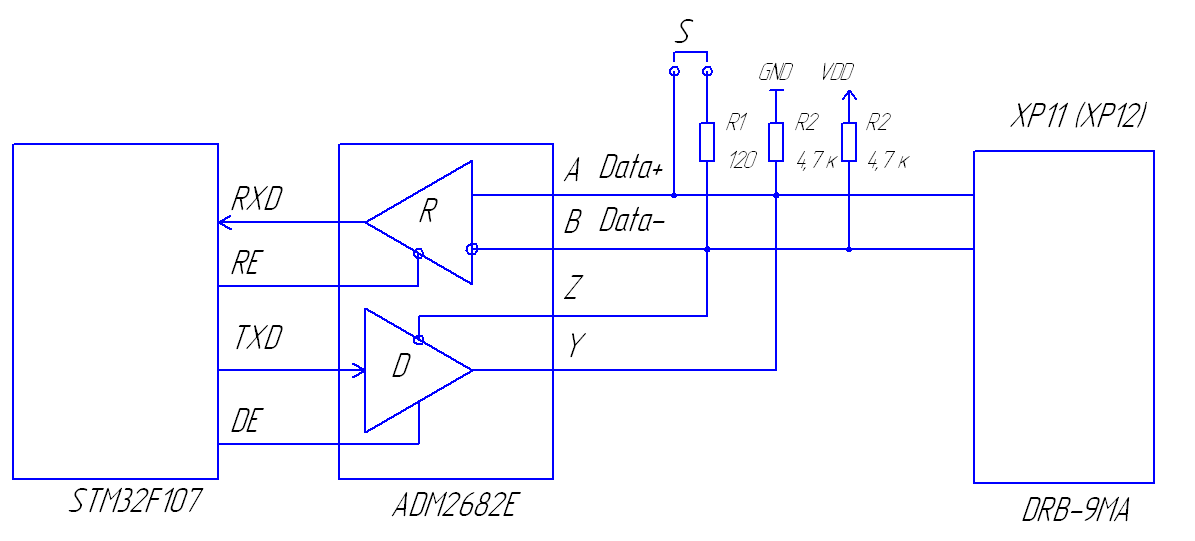 S
GND VDD
R1 R2 R2
120 4,7 к 4,7 к
XP11 (XP12)
A Data+
RXD R
B Data-
RE
Z
TXD
D
Y
DE
STM32F107 ADM2682E DRB-9MA